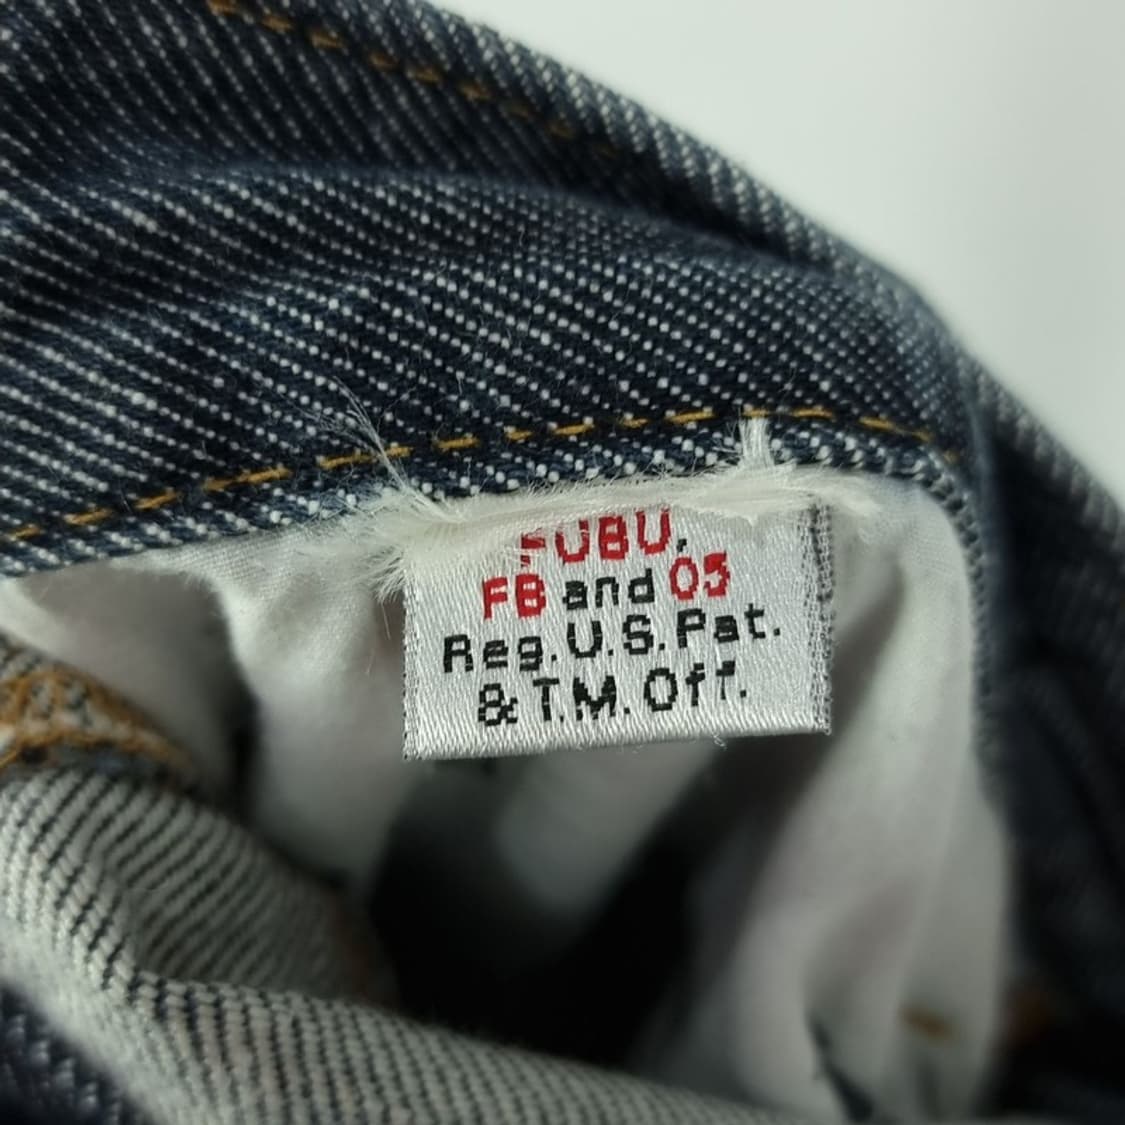 FUBU,
FB and 05
Reg. U.S. Pat.
& T.M. Off.